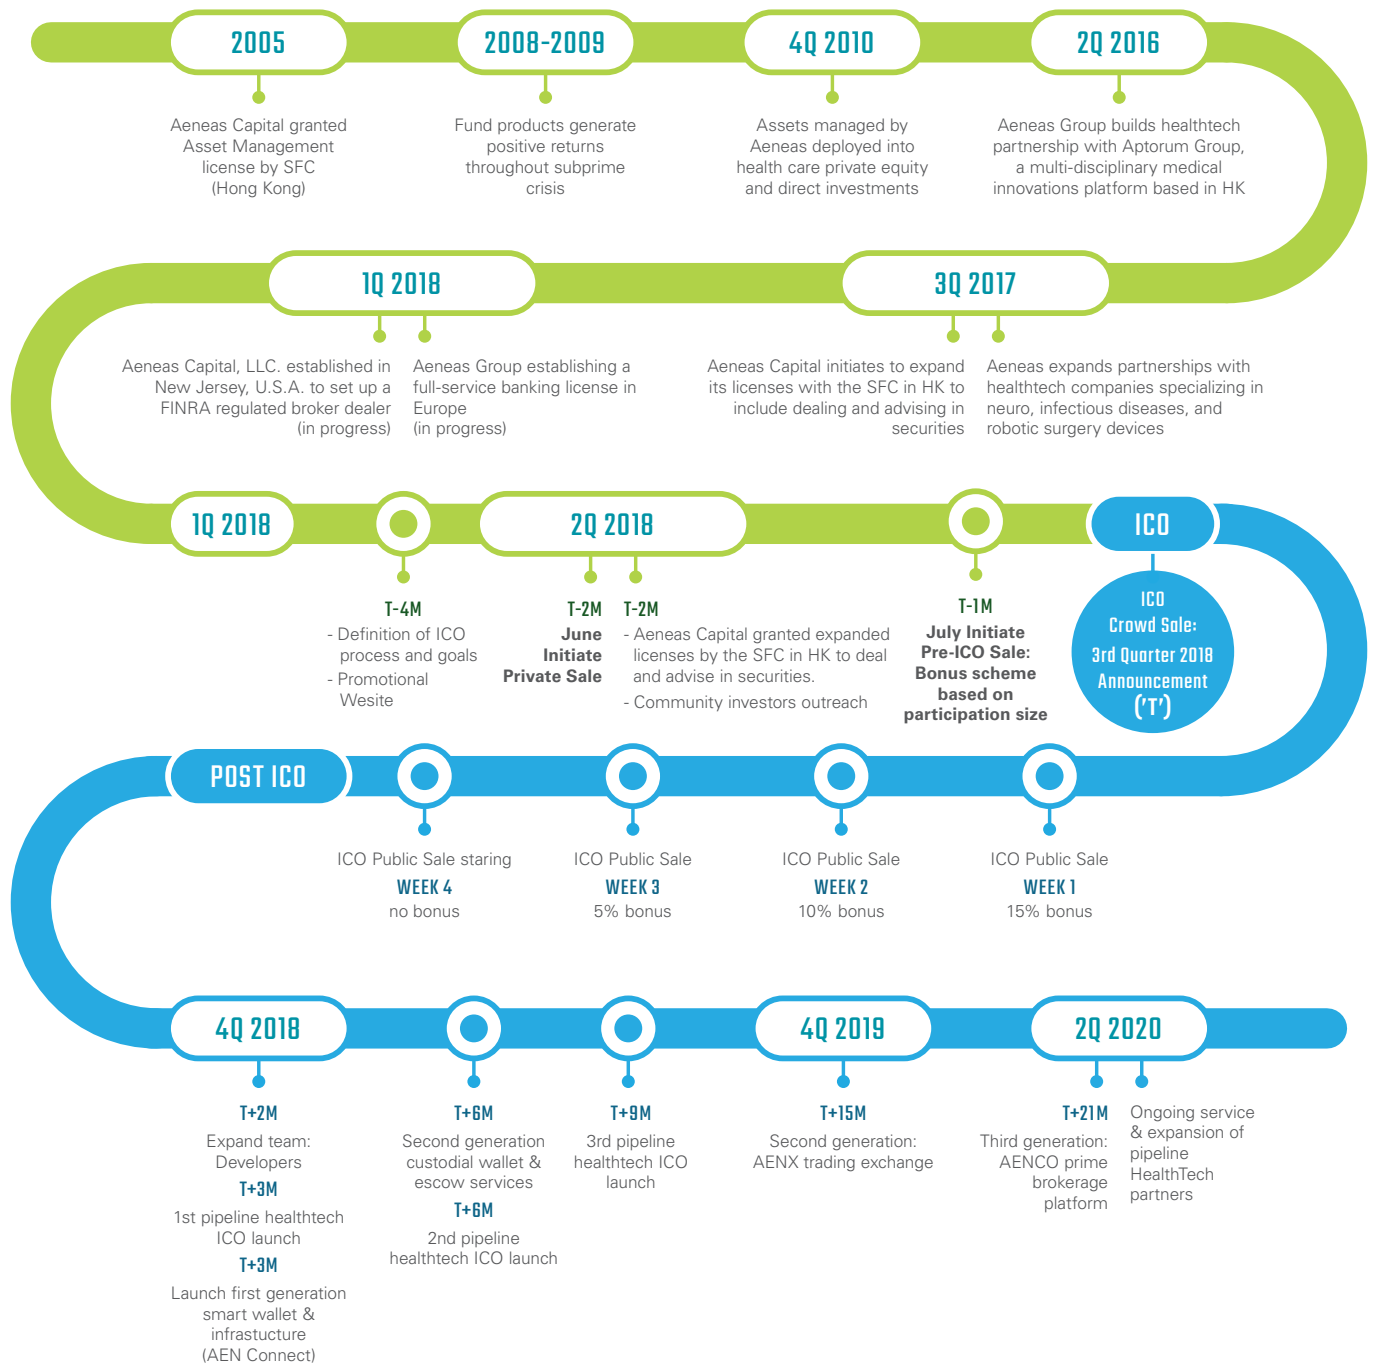 2005
Aeneas Capital granted
Asset Management
license by SFC
(Hong Kong)
2008-2009
Fund products generate
positive returns
throughout subprime
crisis
4Q 2010
Assets managed by
Aeneas deployed into
health care private equity
and direct investments
2Q 2016
Aeneas Group builds healthtech
partnership with Aptorum Group,
a multi-disciplinary medical
innovations platform based in HK
3Q 2017
Aeneas Capital initiates to expand
its licenses with the SFC in HK to
include dealing and advising in
securities
Aeneas expands partnerships with
healthtech companies specializing in
neuro, infectious diseases, and
robotic surgery devices
1Q 2018
Aeneas Capital, LLC. established in
New Jersey, U.S.A. to set up a
FINRA regulated broker dealer
(in progress)
Aeneas Group establishing a
full-service banking license in
Europe
(in progress)
1Q 2018
T-4M
- Definition of ICO
process and goals
- Promotional
Wesite
2Q 2018
T-2M
June
Initiate
Private Sale
T-2M
- Aeneas Capital granted expanded
licenses by the SFC in HK to deal
and advise in securities.
- Community investors outreach
T-1M
July Initiate
Pre-ICO Sale:
Bonus scheme
based on
participation size
ICO
ICO
Crowd Sale:
3rd Quarter 2018
Announcement
('T')
ICO Public Sale
WEEK 1
15% bonus
ICO Public Sale
WEEK 2
10% bonus
ICO Public Sale
WEEK 3
5% bonus
ICO Public Sale staring
WEEK 4
no bonus
POST ICO
4Q 2018
T+2M
Expand team:
Developers
T+3M
1st pipeline healthtech
ICO launch
T+3M
Launch first generation
smart wallet &
infrastucture
(AEN Connect)
T+6M
Second generation
custodial wallet &
escow services
T+6M
2nd pipeline
healthtech ICO launch
T+9M
3rd pipeline
healthtech ICO
launch
4Q 2019
T+15M
Second generation:
AENX trading exchange
2Q 2020
T+21M
Third generation:
AENCO prime
brokerage
platform
Ongoing service
& expansion of
pipeline
HealthTech
partners